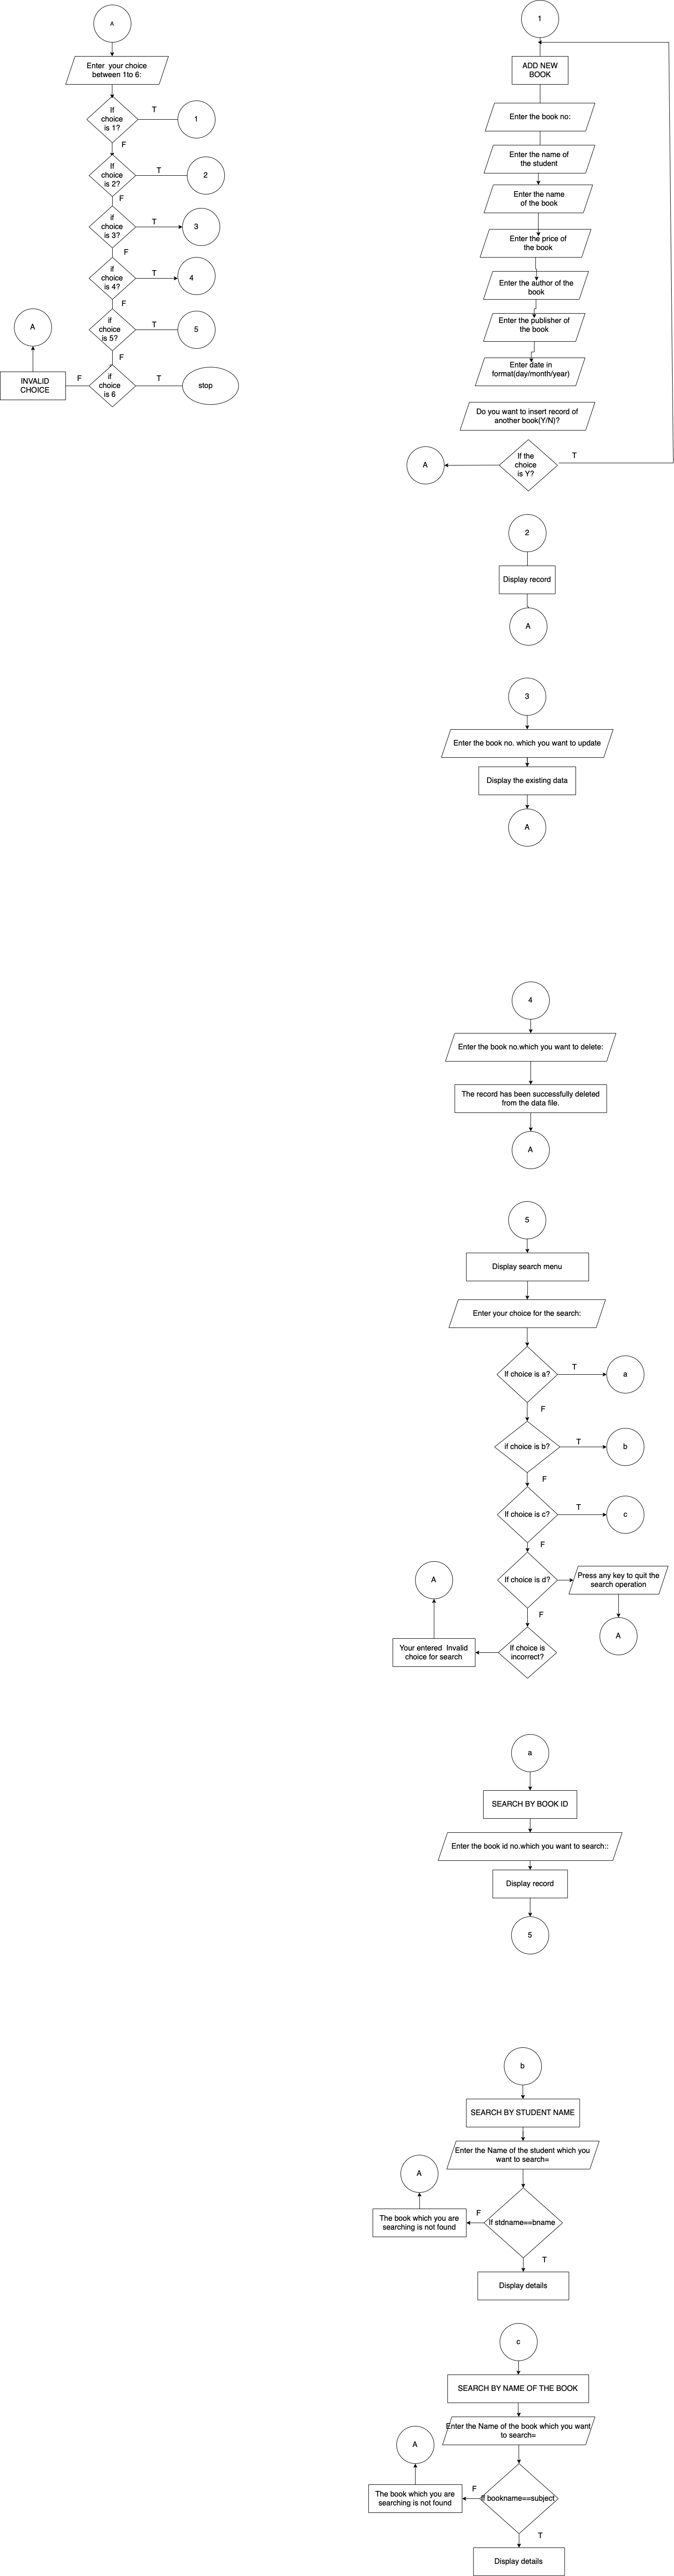 A
Enter  your choice
between 1to 6:
If
choice
is 1?
T
1
F
If
choice
is 2?
T
2
F
if
choice
is 3?
T
3
F
if
choice
is 4?
T
4
F
if
choice
is 5?
T
5
F
if
choice
is 6
T
stop
F
INVALID
CHOICE
A
1
ADD NEW
BOOK
Enter the book no:
Enter the name of
the student
Enter the name
of the book
Enter the price of
the book
Enter the author of the
book
Enter the publisher of
the book
Enter date in
format(day/month/year)
Do you want to insert record of
another book(Y/N)?
If the
choice
is Y?
T
A
2
Display record
A
3
Enter the book no. which you want to update
Display the existing data
A
4
Enter the book no.which you want to delete:
The record has been successfully deleted
from the data file.
A
5
Display search menu
Enter your choice for the search:
If choice is a?
T
a
F
if choice is b?
T
b
F
If choice is c?
T
c
F
If choice is d?
Press any key to quit the
search operation
A
F
If choice is
incorrect?
Your entered  Invalid
choice for search
A
a
SEARCH BY BOOK ID
Enter the book id no.which you want to search::
Display record
5
b
SEARCH BY STUDENT NAME
Enter the Name of the student which you
want to search=
If stdname==bname
F
The book which you are
searching is not found
A
T
Display details
c
SEARCH BY NAME OF THE BOOK
Enter the Name of the book which you want
to search=
If bookname==subject
F
The book which you are
searching is not found
A
T
Display details